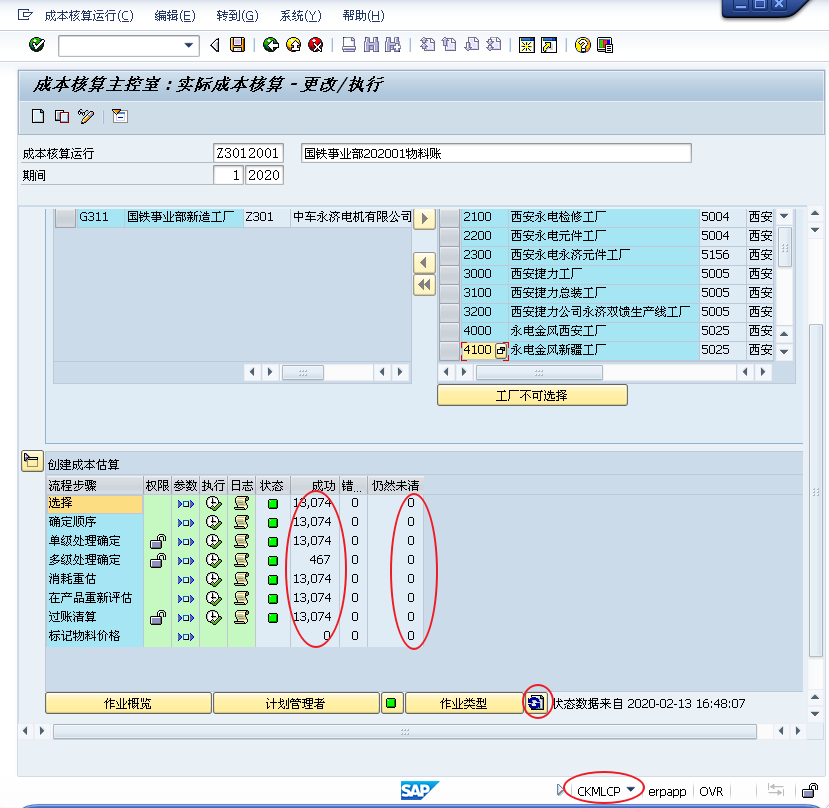 成本核算运行(C) 编辑(E) 转到(G) 系统(Y) 帮助(H)
成本核算主控室：实际成本核算 - 更改/执行
成本核算运行 Z3012001 国铁事业部202001物料账
期间 1 2020
G311 国铁事业部新造工厂 Z301 中车永济电机有限公司
2100 西安永电检修工厂 5004 西安
2200 西安永电元件工厂 5004 西安
2300 西安永电永济元件工厂 5156 西安
3000 西安捷力工厂 5005 西安
3100 西安捷力总装工厂 5005 西安
3200 西安捷力公司永济双馈生产线工厂 5005 西安
4000 永电金风西安工厂 5025 西安
4100 永电金风新疆工厂 5025 西安
工厂不可选择
创建成本估算
流程步骤 权限 参数 执行 日志 状态 成功 错... 仍然未清
选择 13,074 0 0
确定顺序 13,074 0 0
单级处理确定 13,074 0 0
多级处理确定 467 0 0
消耗重估 13,074 0 0
在产品重新评估 13,074 0 0
过账清算 13,074 0 0
标记物料价格 0 0 0
作业概览 计划管理者 作业类型 状态数据来自 2020-02-13 16:48:07
SAP CKMLCP erpapp OVR